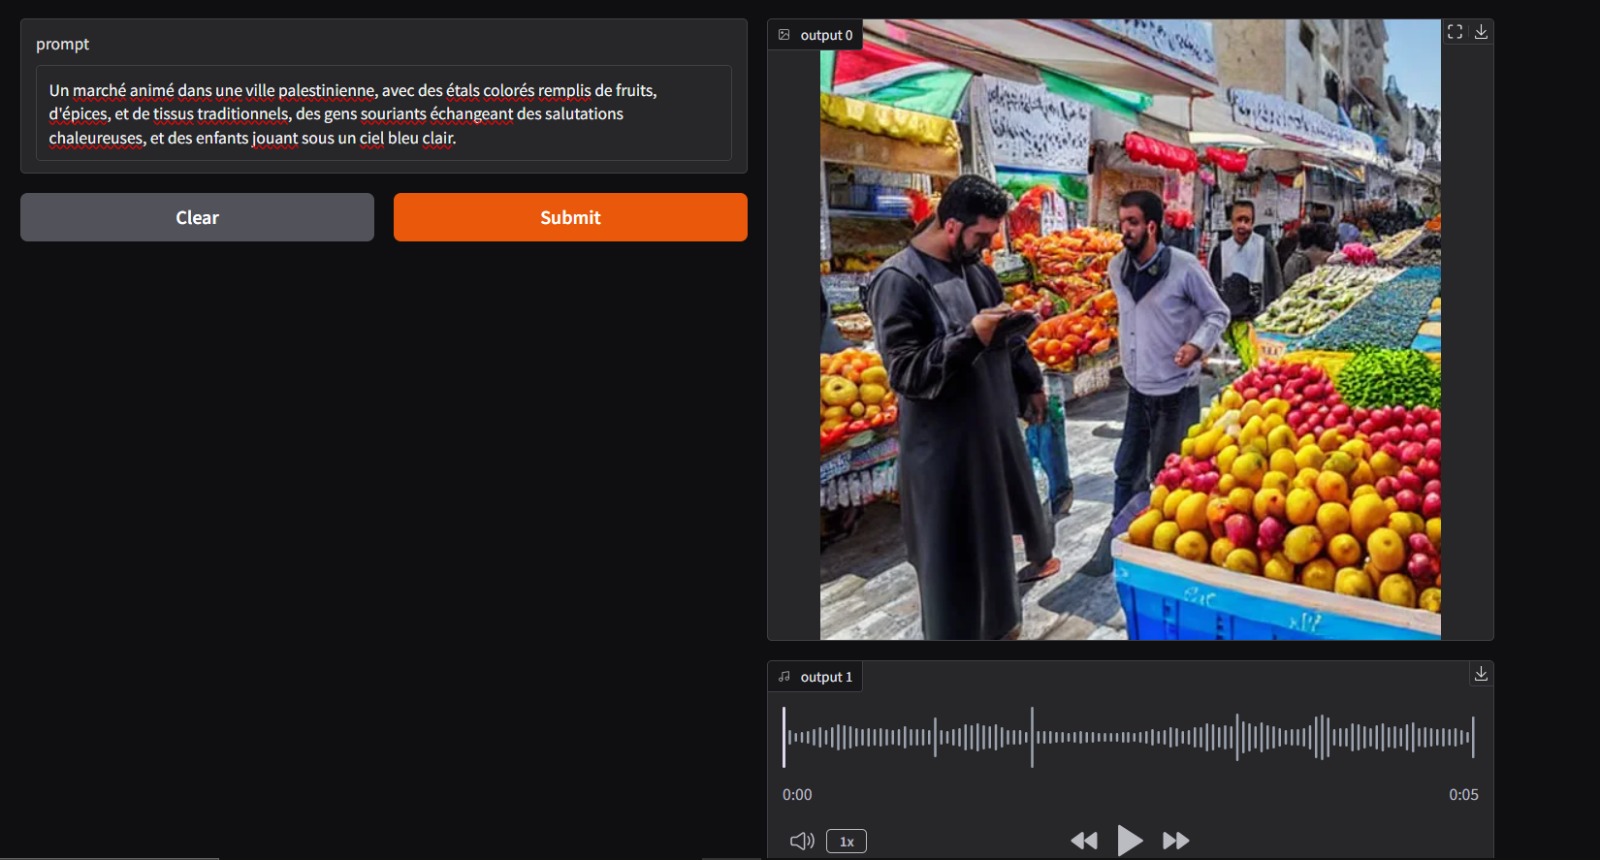 prompt
Un marché animé dans une ville palestinienne, avec des étals colorés remplis de fruits,
d'épices, et de tissus traditionnels, des gens souriants échangeant des salutations
chaleureuses, et des enfants jouant sous un ciel bleu clair.
Clear
Submit
output 0
output 1
0:00
0:05
1x